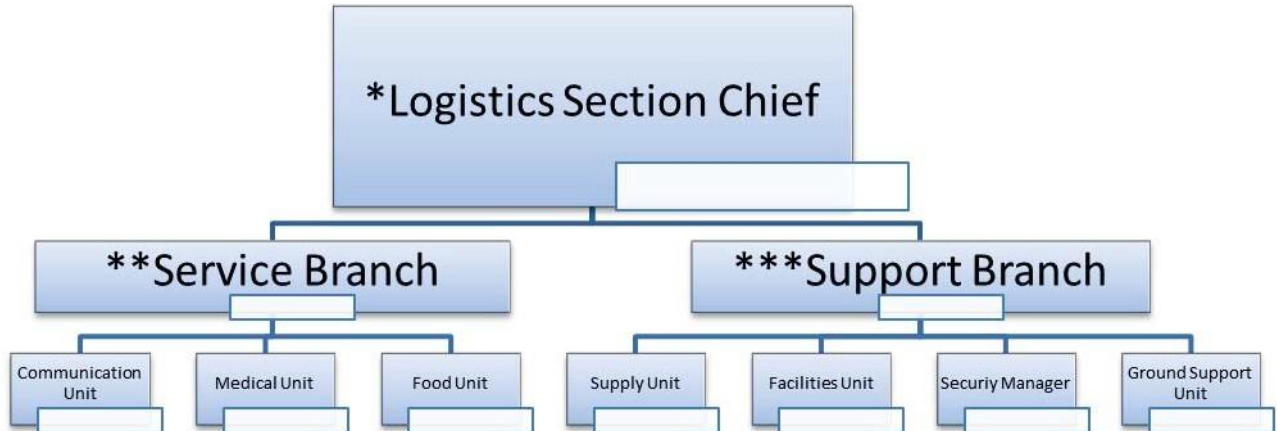 *Logistics Section Chief
**Service Branch
***Support Branch
Communication
Unit
Medical Unit
Food Unit
Supply Unit
Facilities Unit
Securiy Manager
Ground Support
Unit